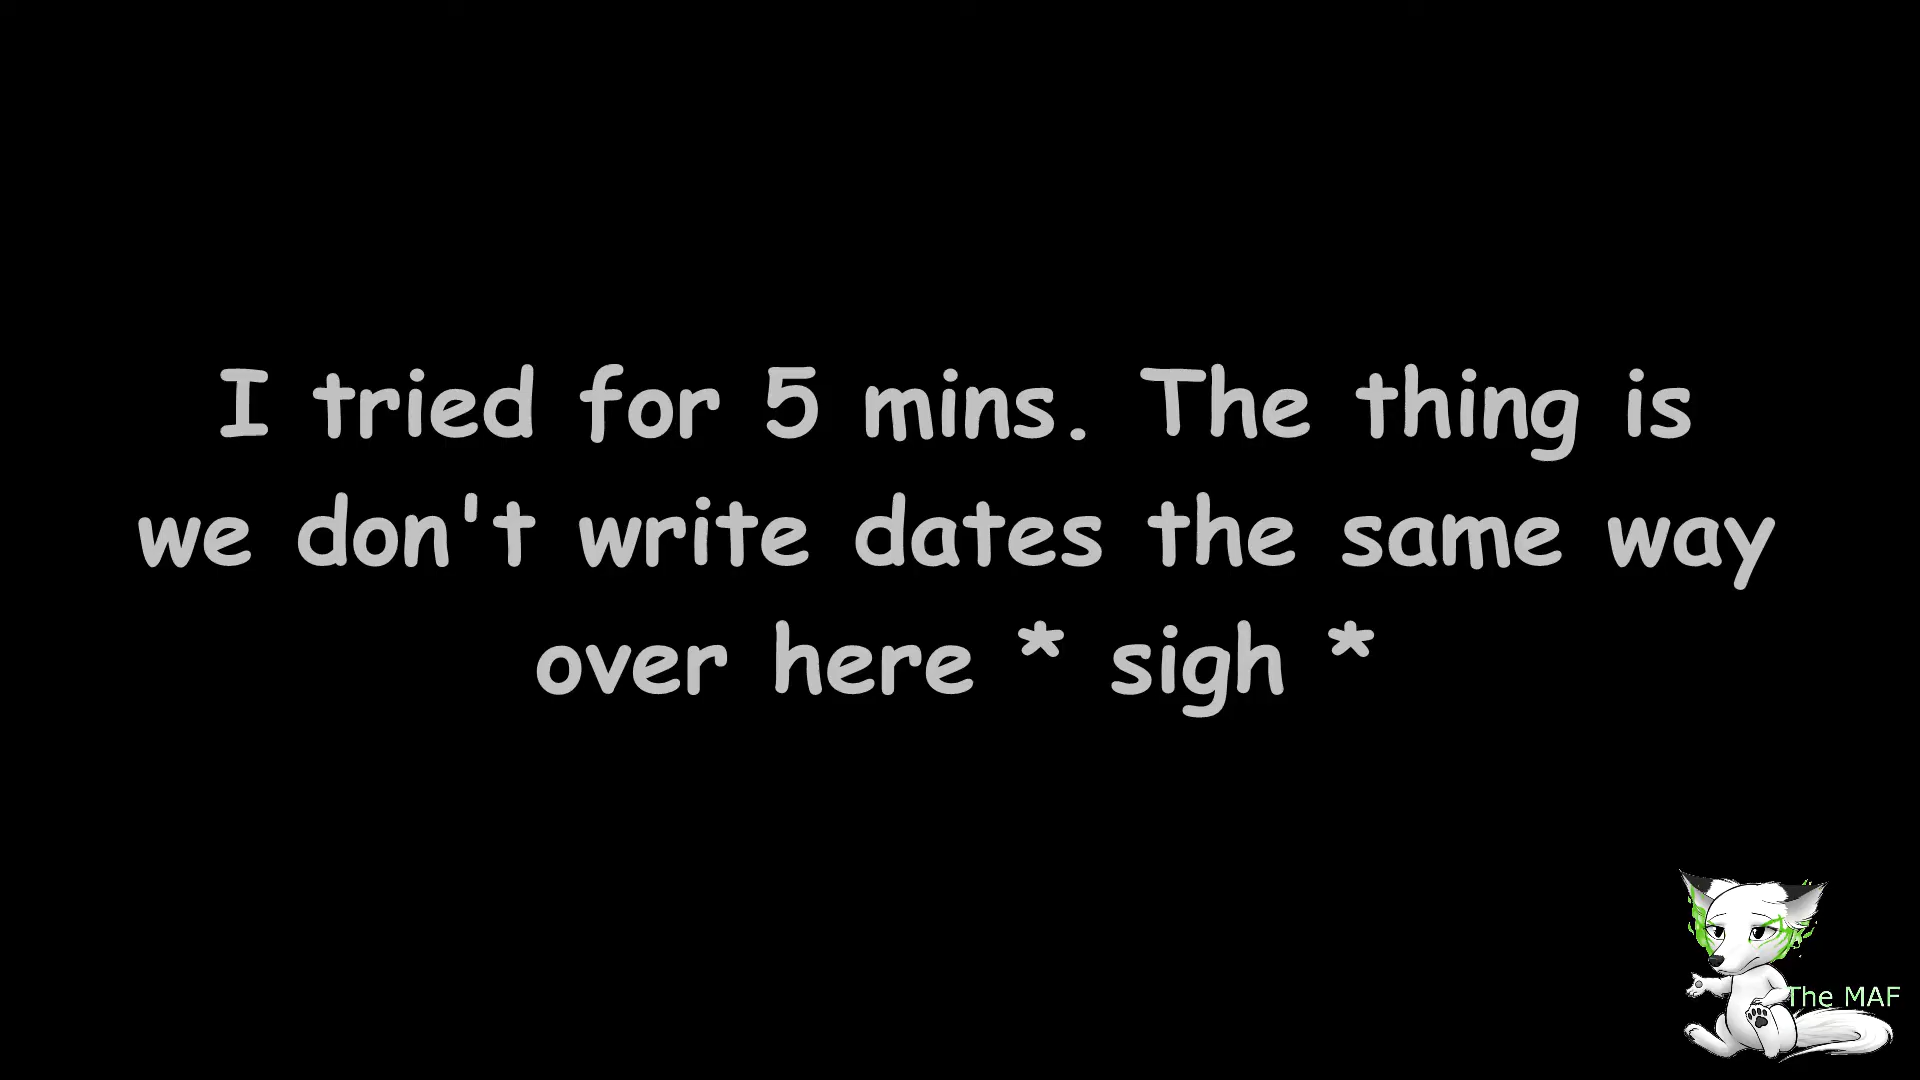 I tried for 5 mins. The thing is
we don't write dates the same way
over here * sigh *
The MAF